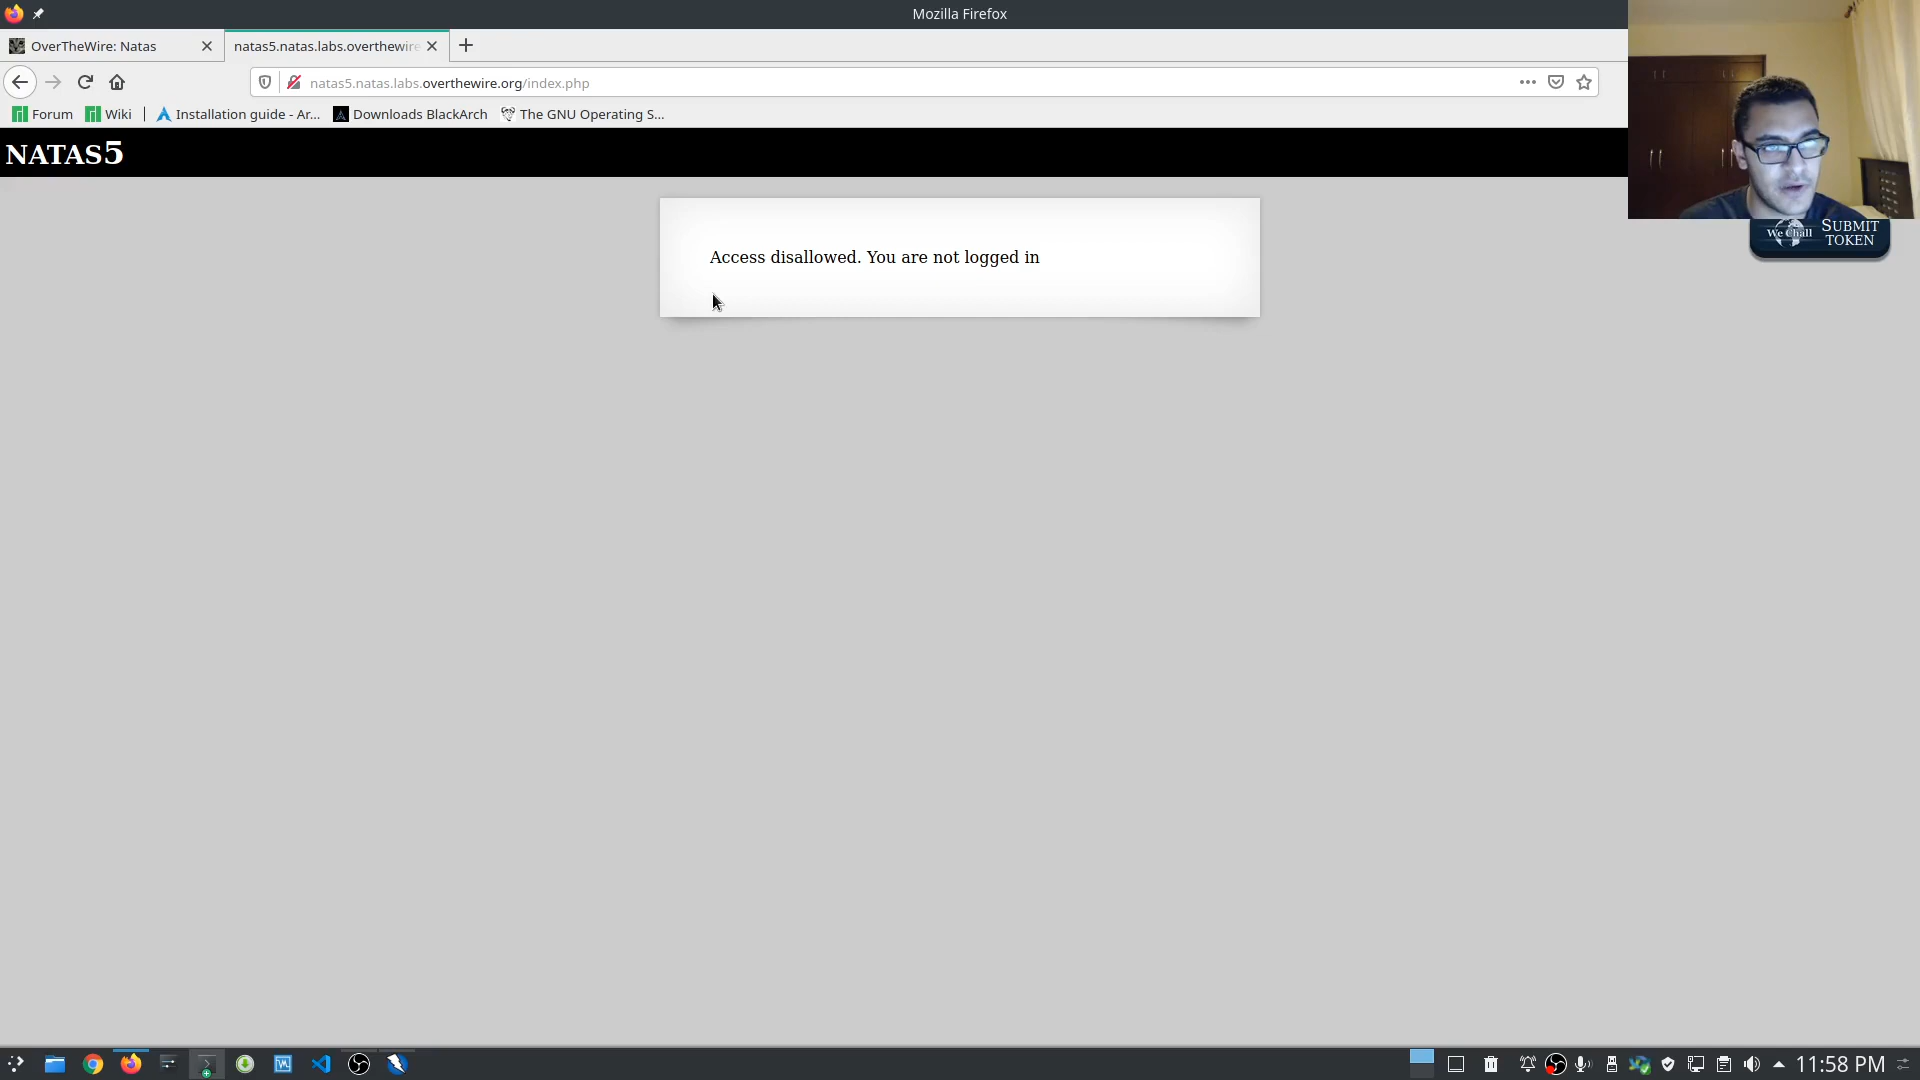 Mozilla Firefox
OverTheWire: Natas
natas5.natas.labs.overthewire
natas5.natas.labs.overthewire.org/index.php
Forum
Wiki
Installation guide - Ar...
Downloads BlackArch
The GNU Operating S...
NATAS5
We Chall
SUBMIT
TOKEN
Access disallowed. You are not logged in
11:58 PM